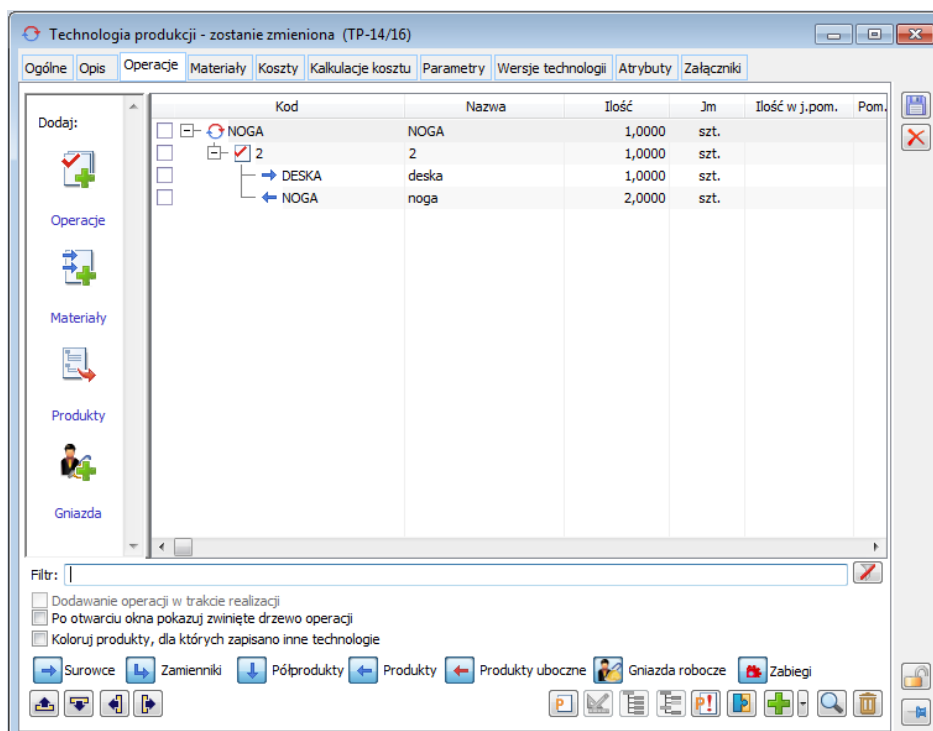 Technologia produkcji - zostanie zmieniona (TP-14/16)
Ogólne Opis Operacje Materiały Koszty Kalkulacje kosztu Parametry Wersje technologii Atrybuty Załączniki
Dodaj:
Operacje
Materiały
Produkty
Gniazda
Kod Nazwa Ilość Jm Ilość w j.pom. Pom.
NOGA NOGA 1,0000 szt.
2 2 1,0000 szt.
DESKA deska 1,0000 szt.
NOGA noga 2,0000 szt.
Filtr:
Dodawanie operacji w trakcie realizacji
Po otwarciu okna pokazuj zwinięte drzewo operacji
Koloruj produkty, dla których zapisano inne technologie
Surowce Zamienniki Półprodukty Produkty Produkty uboczne Gniazda robocze Zabiegi
P P!